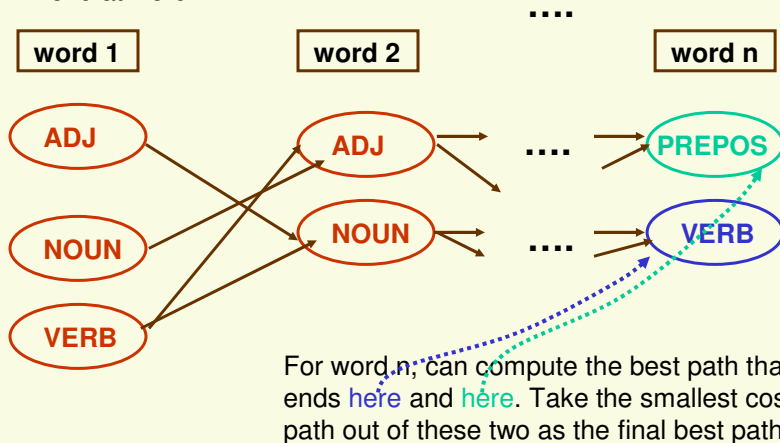 ....
word 1 word 2 word n
ADJ ADJ .... PREPOS
NOUN NOUN .... VERB
VERB
For word n, can compute the best path tha
ends here and here. Take the smallest cos
path out of these two as the final best path